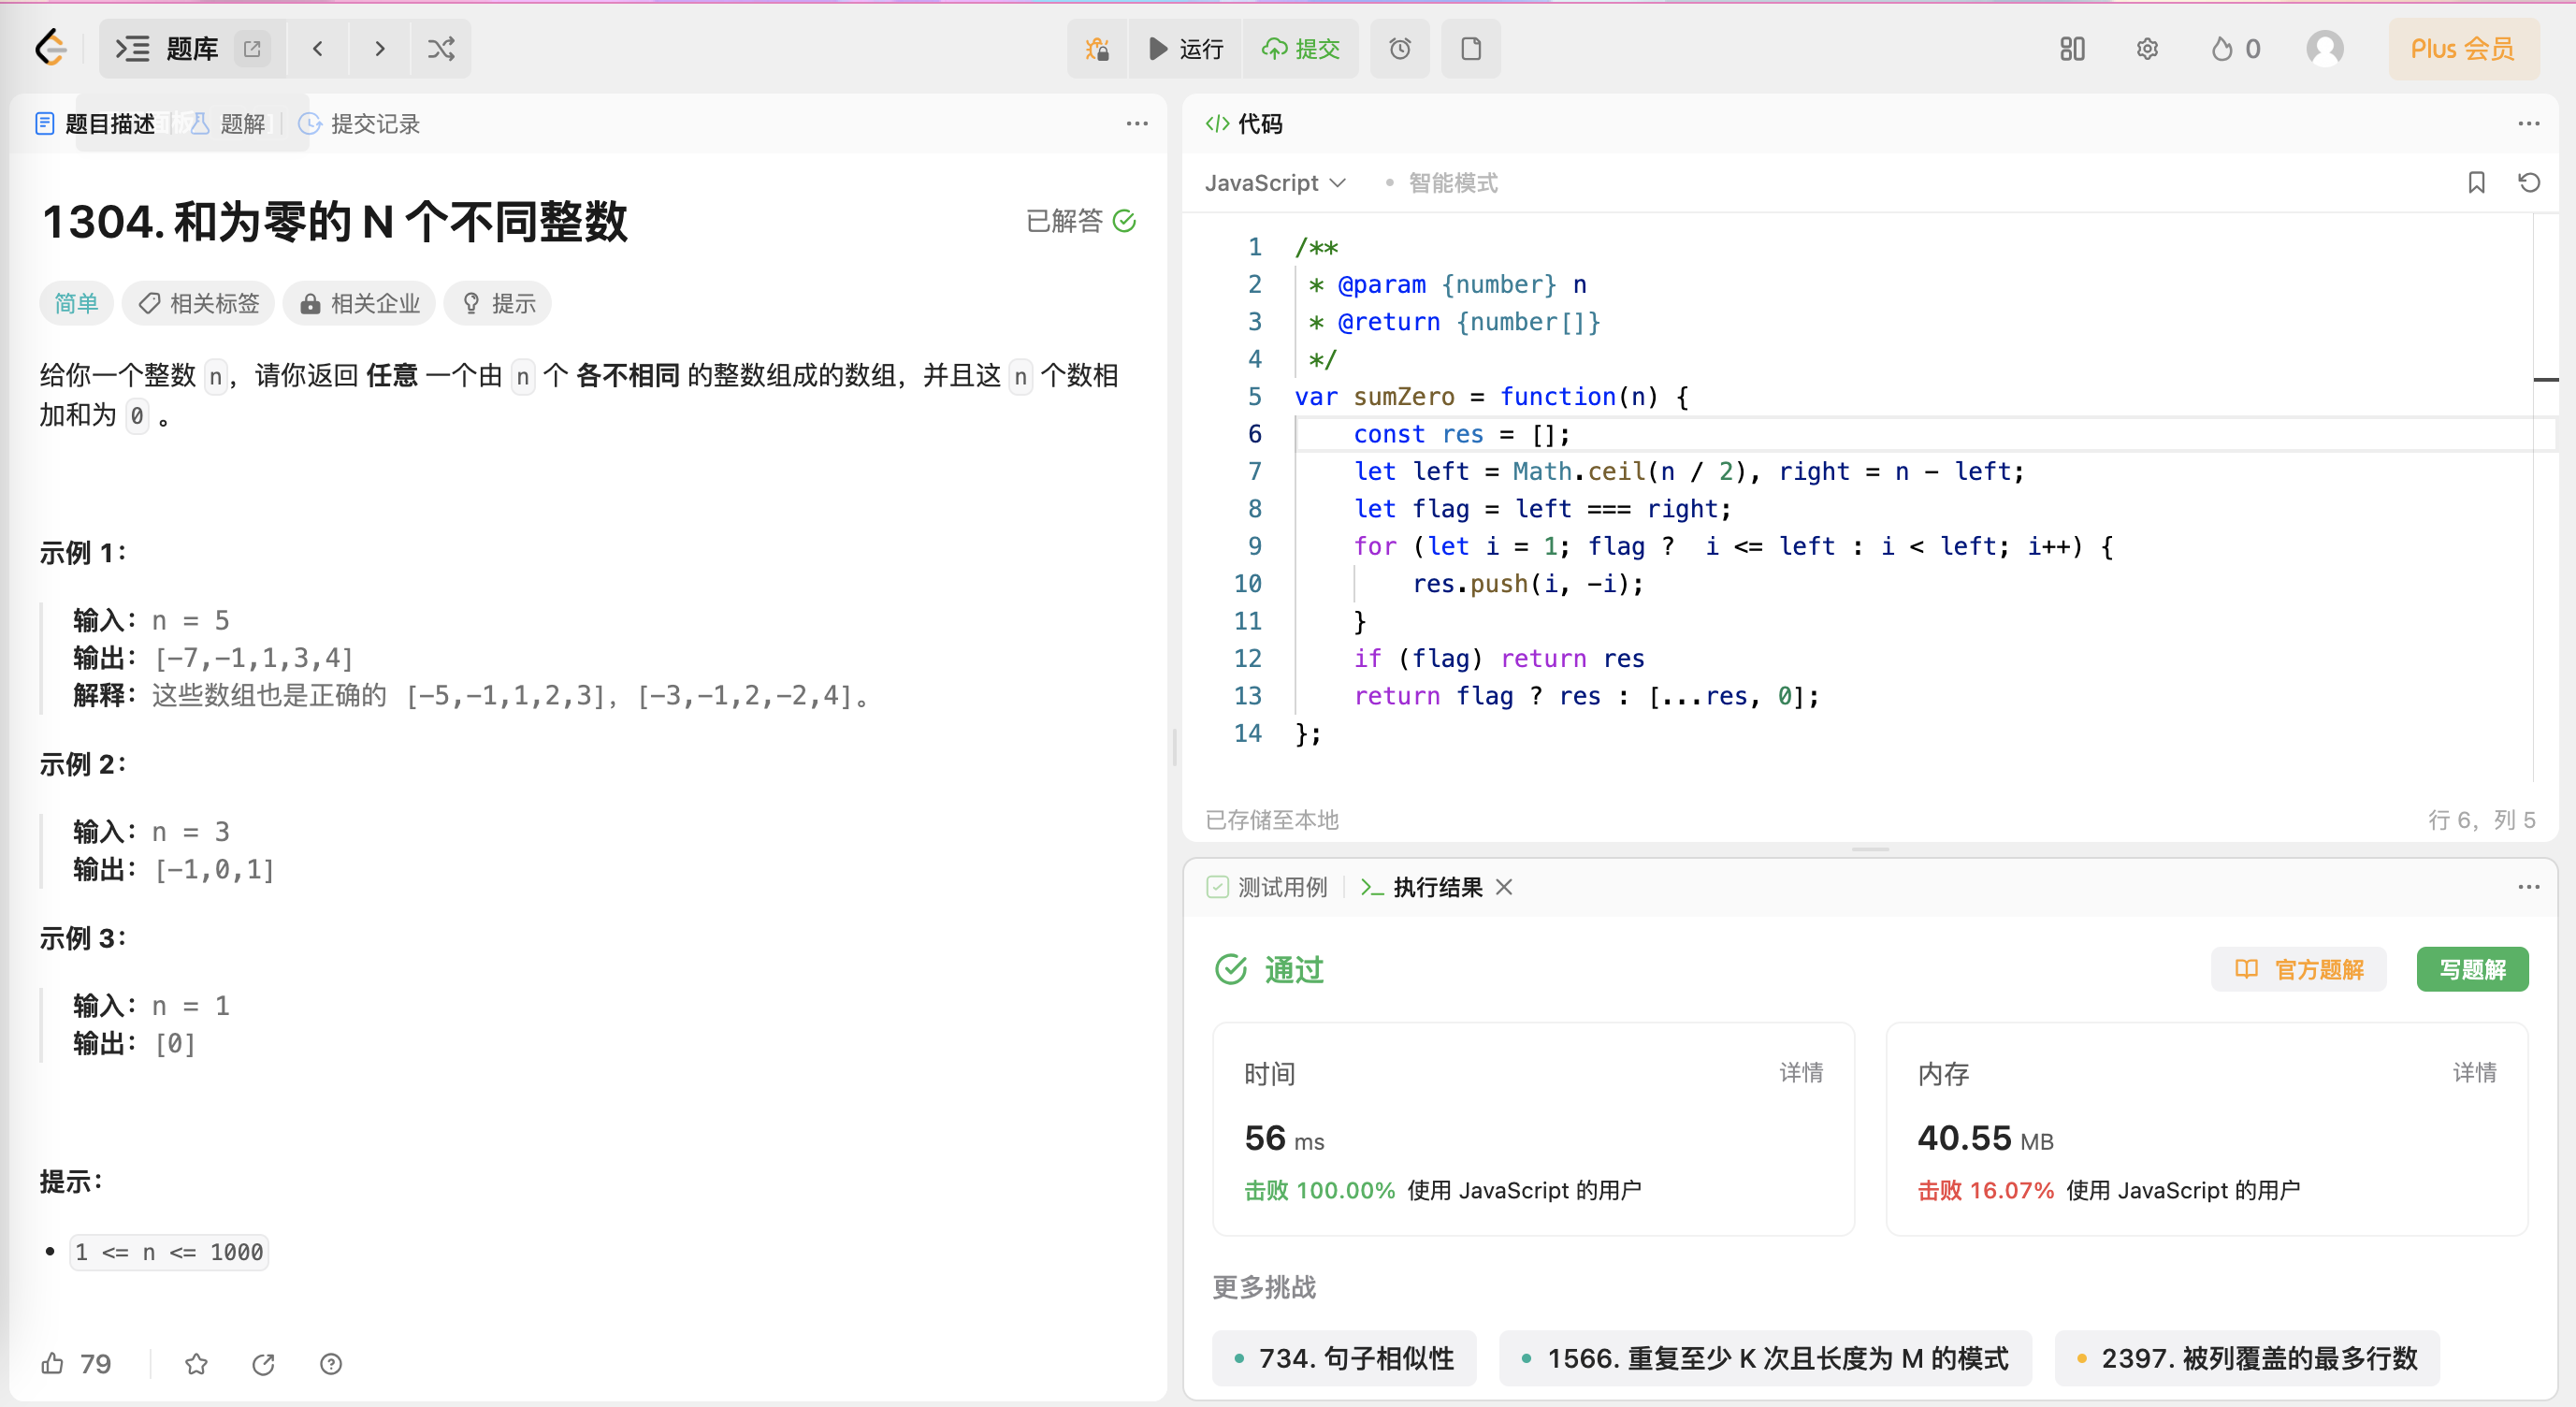 题库
运行
提交
0
Plus 会员
题目描述
题解
提交记录
1304. 和为零的 N 个不同整数
已解答
简单
相关标签
相关企业
提示
给你一个整数 n，请你返回 任意 一个由 n 个 各不相同 的整数组成的数组，并且这 n 个数相
加和为 0 。
示例 1：
输入：n = 5
输出：[-7,-1,1,3,4]
解释：这些数组也是正确的 [-5,-1,1,2,3]，[-3,-1,2,-2,4]。
示例 2：
输入：n = 3
输出：[-1,0,1]
示例 3：
输入：n = 1
输出：[0]
提示：
• 1 <= n <= 1000
79
代码
JavaScript
• 智能模式
1 /**
2 * @param {number} n
3 * @return {number[]}
4 */
5 var sumZero = function(n) {
6 const res = [];
7 let left = Math.ceil(n / 2), right = n - left;
8 let flag = left === right;
9 for (let i = 1; flag ?  i <= left : i < left; i++) {
10 res.push(i, -i);
11 }
12 if (flag) return res
13 return flag ? res : [...res, 0];
14 };
已存储至本地
行 6，列 5
测试用例
执行结果
通过
官方题解
写题解
时间
详情
56 ms
击败 100.00% 使用 JavaScript 的用户
内存
详情
40.55 MB
击败 16.07% 使用 JavaScript 的用户
更多挑战
734. 句子相似性
1566. 重复至少 K 次且长度为 M 的模式
2397. 被列覆盖的最多行数